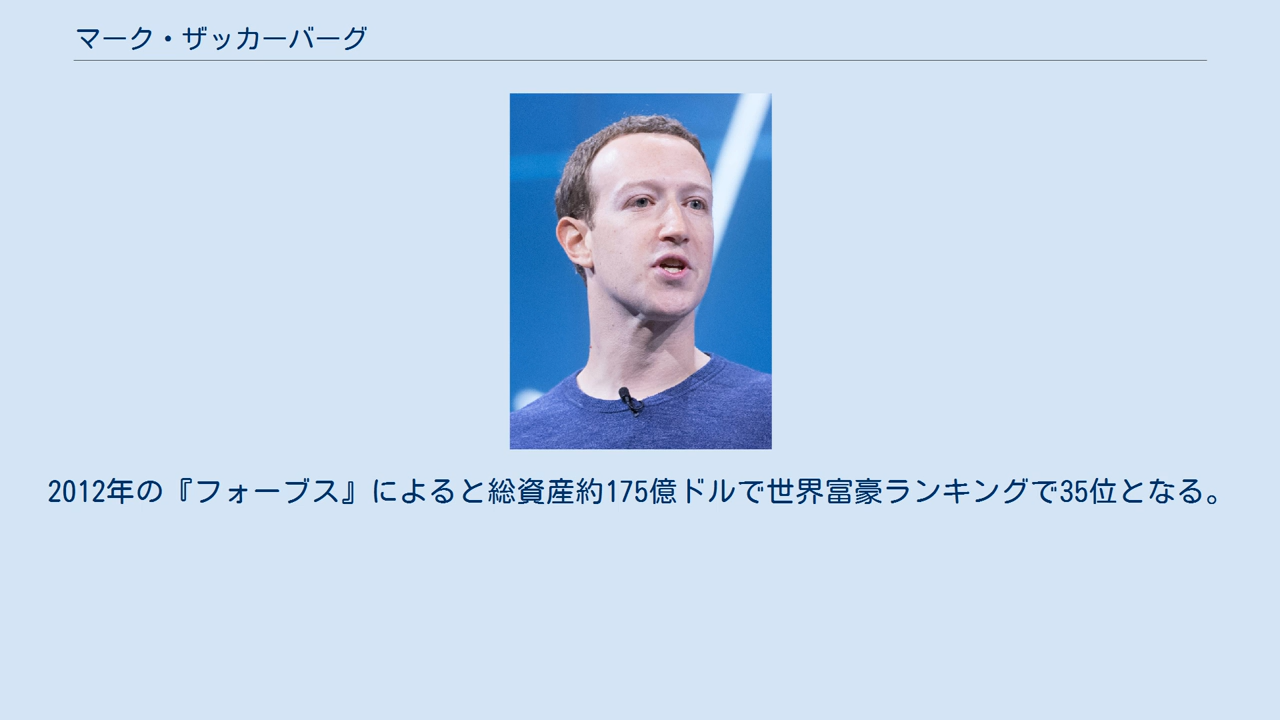 マーク・ザッカーバーグ
2012年の『フォーブス』によると総資産約175億ドルで世界富豪ランキングで35位となる。